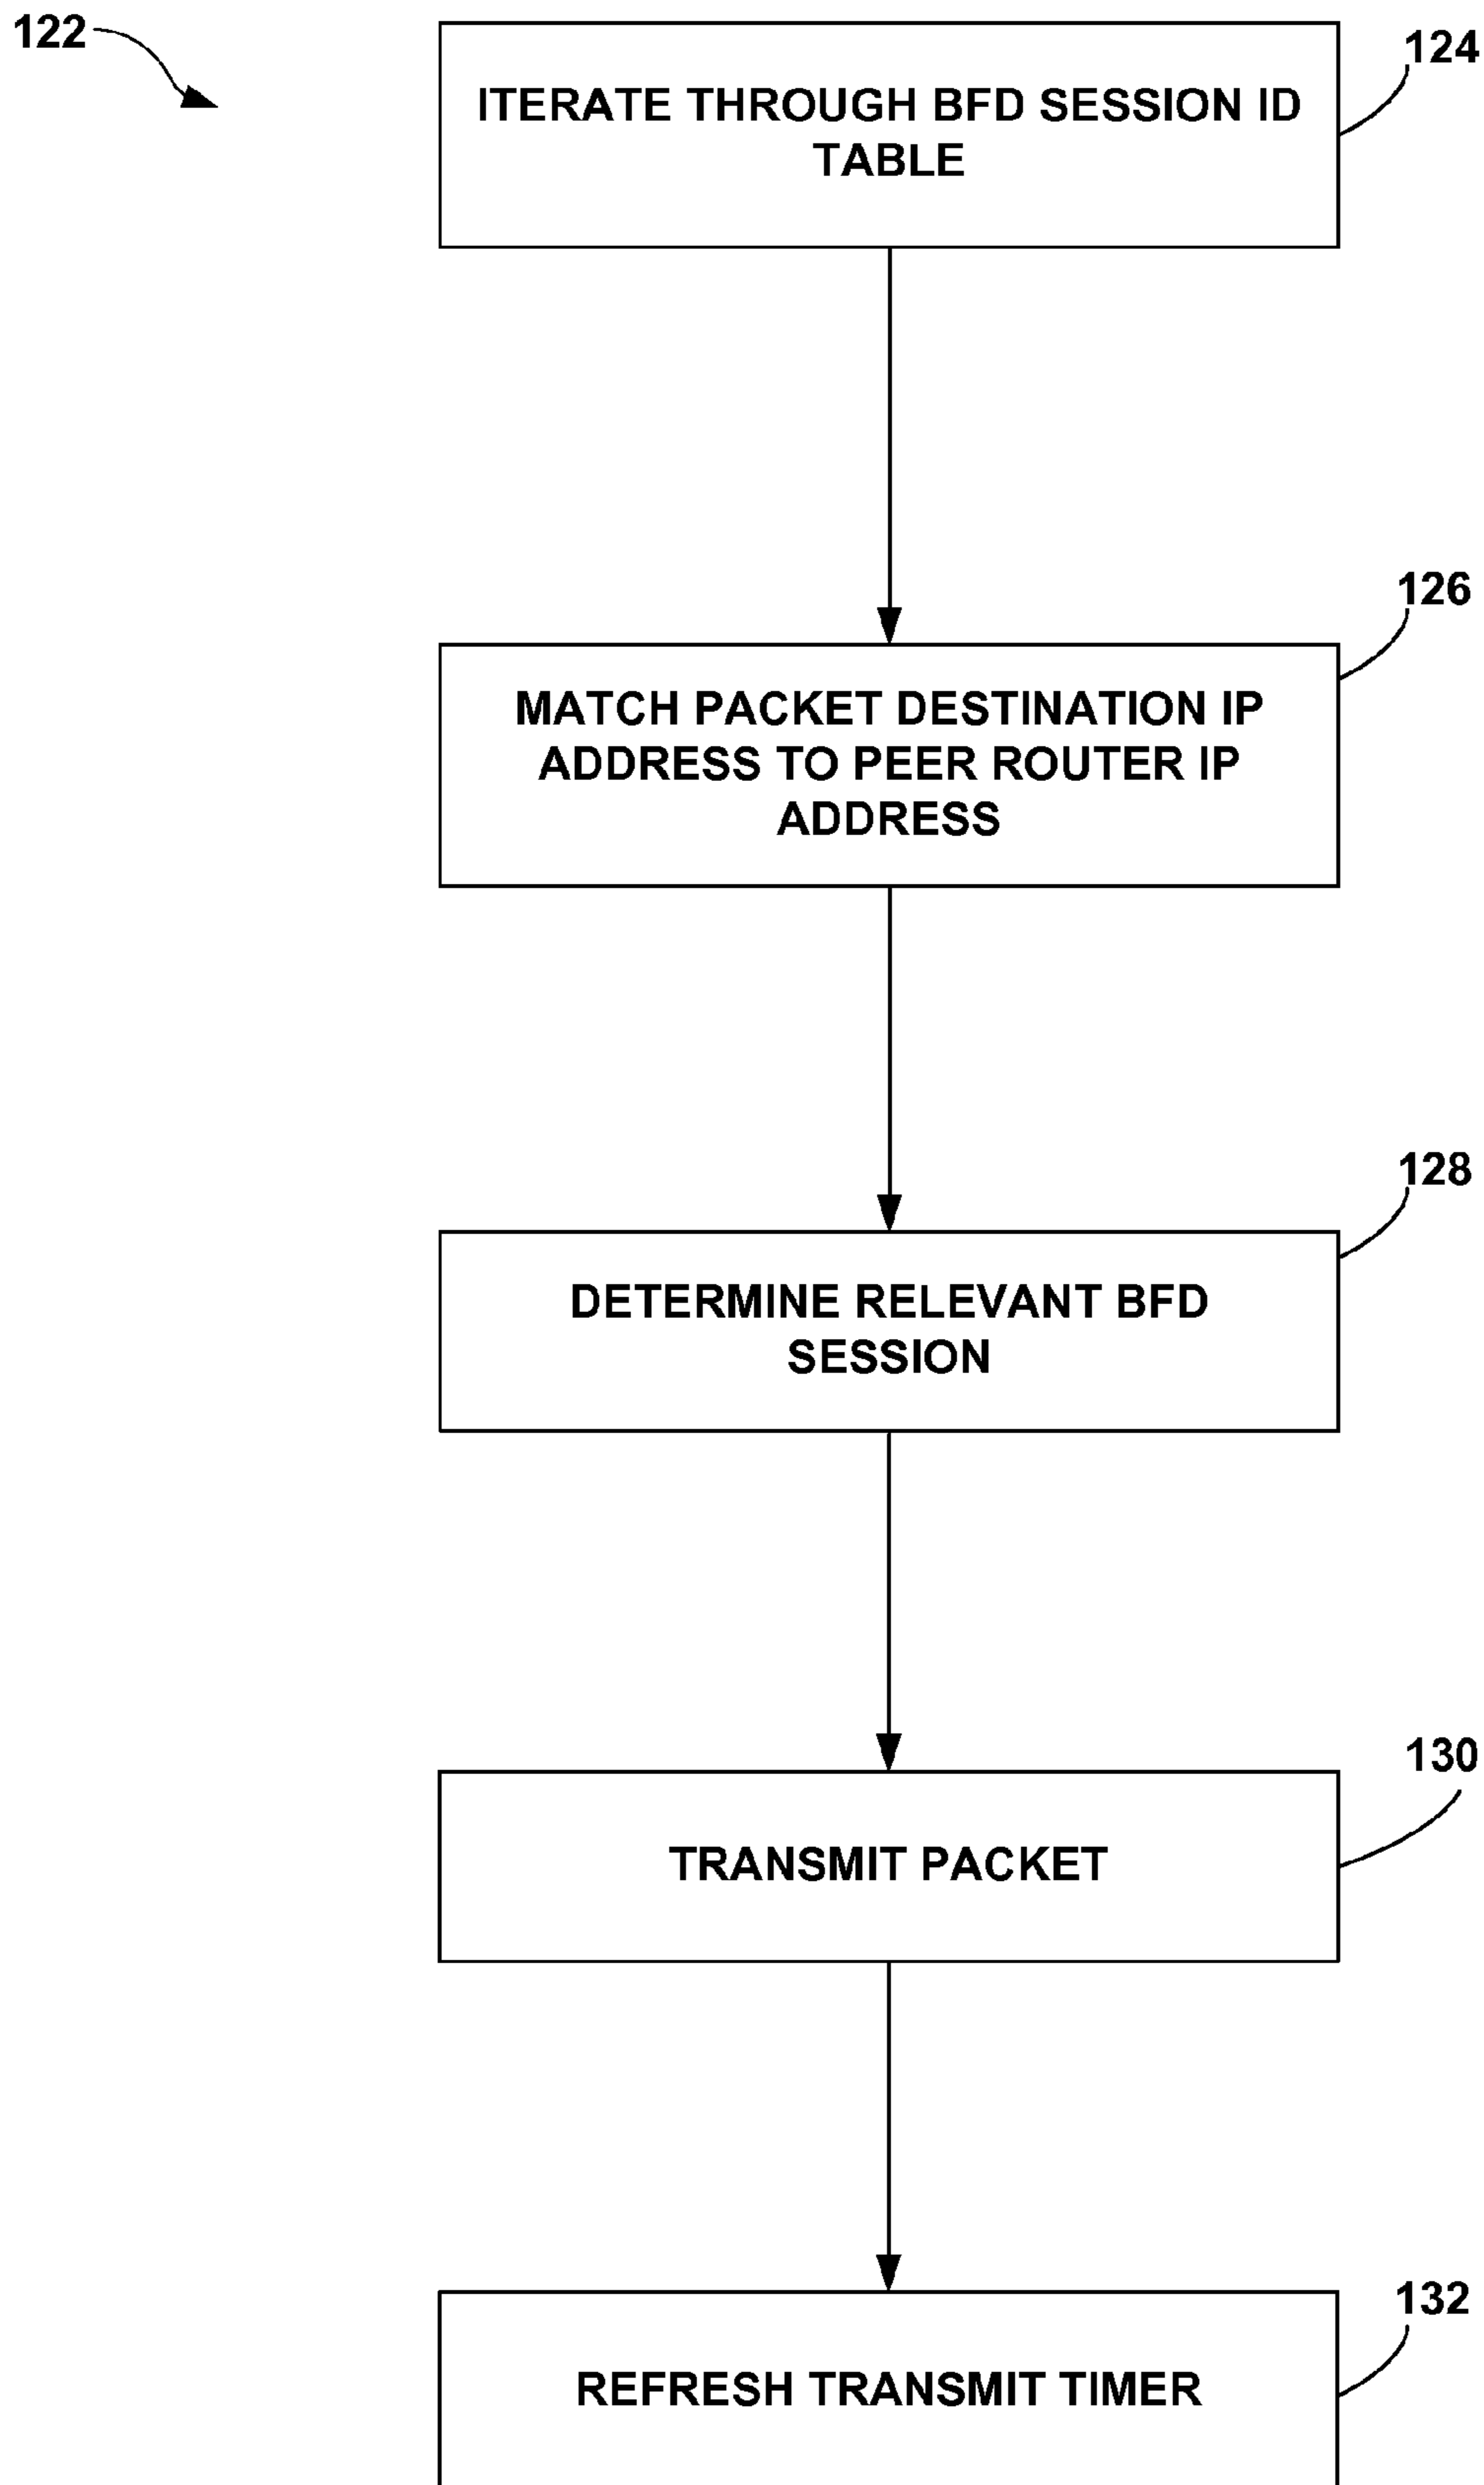 122
124
ITERATE THROUGH BFD SESSION ID
TABLE
126
MATCH PACKET DESTINATION IP
ADDRESS TO PEER ROUTER IP
ADDRESS
128
DETERMINE RELEVANT BFD
SESSION
130
TRANSMIT PACKET
132
REFRESH TRANSMIT TIMER